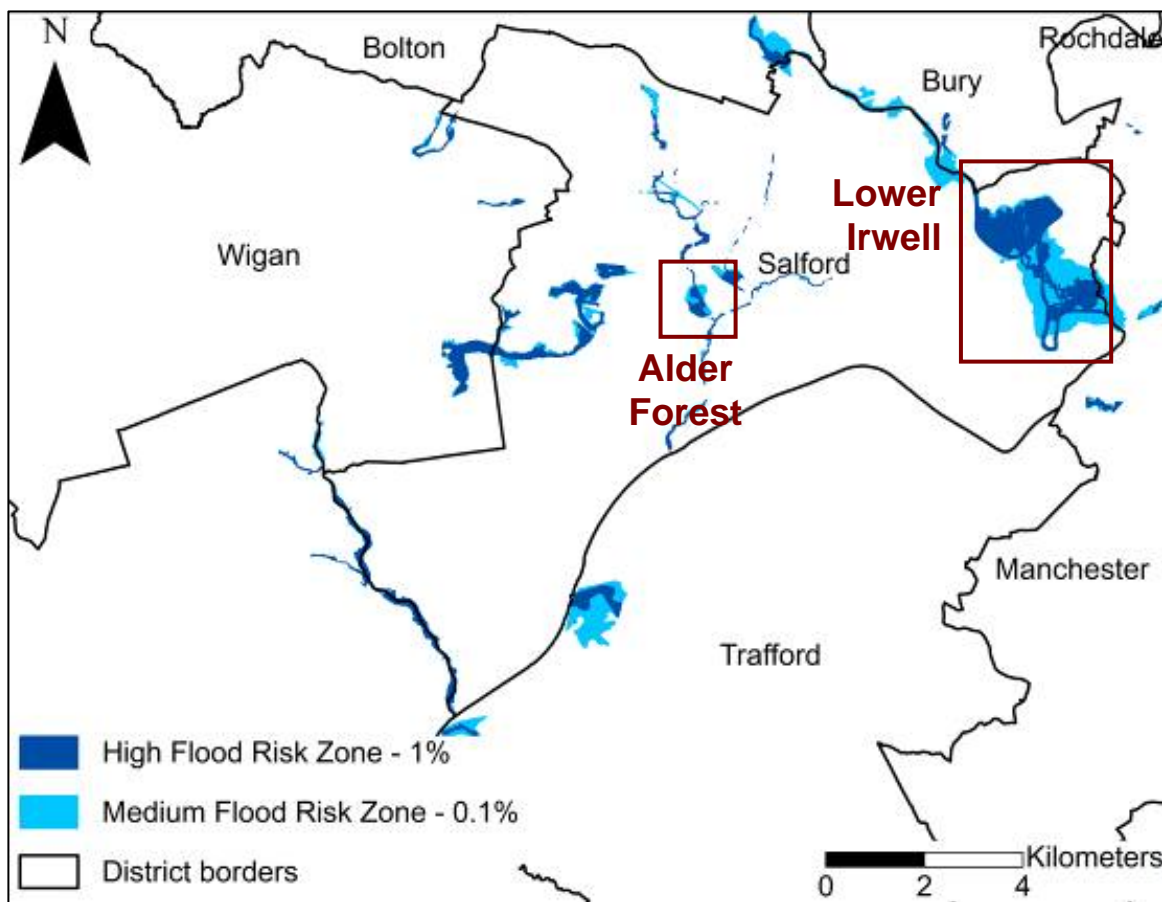 N
Bolton
Rochdale
Bury
Lower
Irwell
Wigan
Salford
Alder
Forest
Manchester
Trafford
High Flood Risk Zone - 1%
Medium Flood Risk Zone - 0.1%
District borders
Kilometers
0 2 4